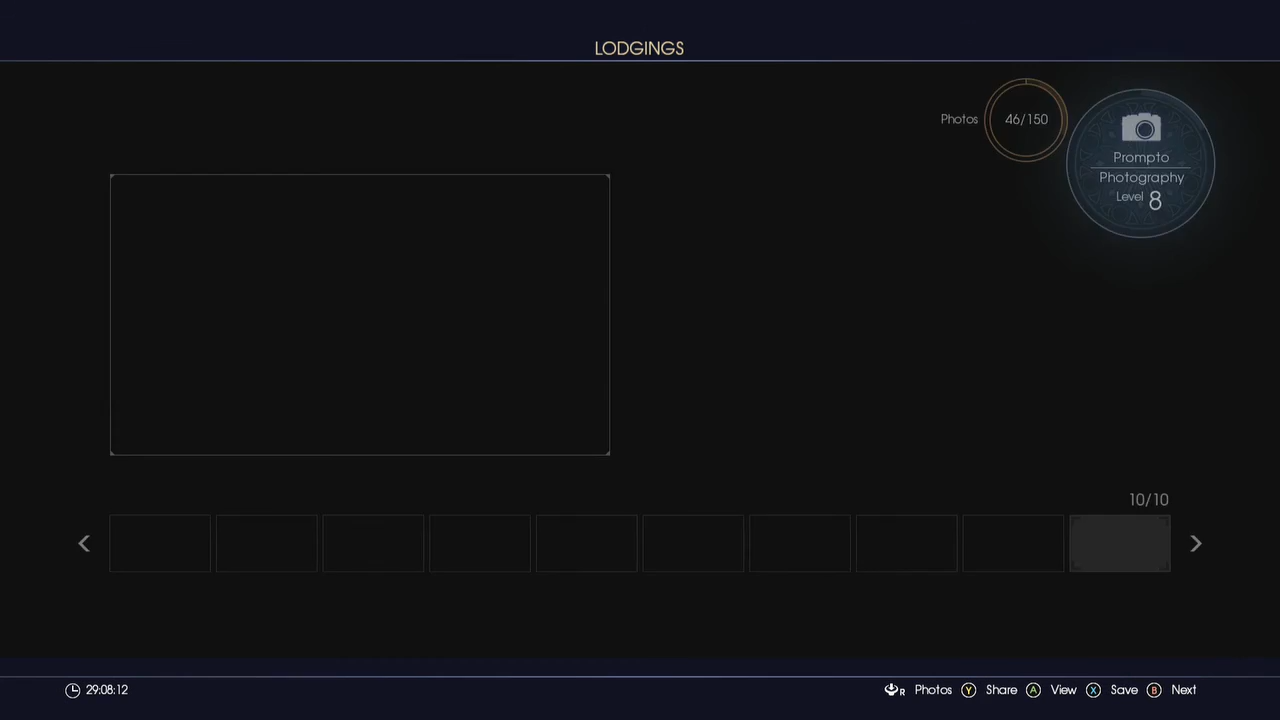 LODGINGS
Photos 46/150
Prompto
Photography
Level 8
10/10
29:08:12 R Photos Y Share A View X Save B Next